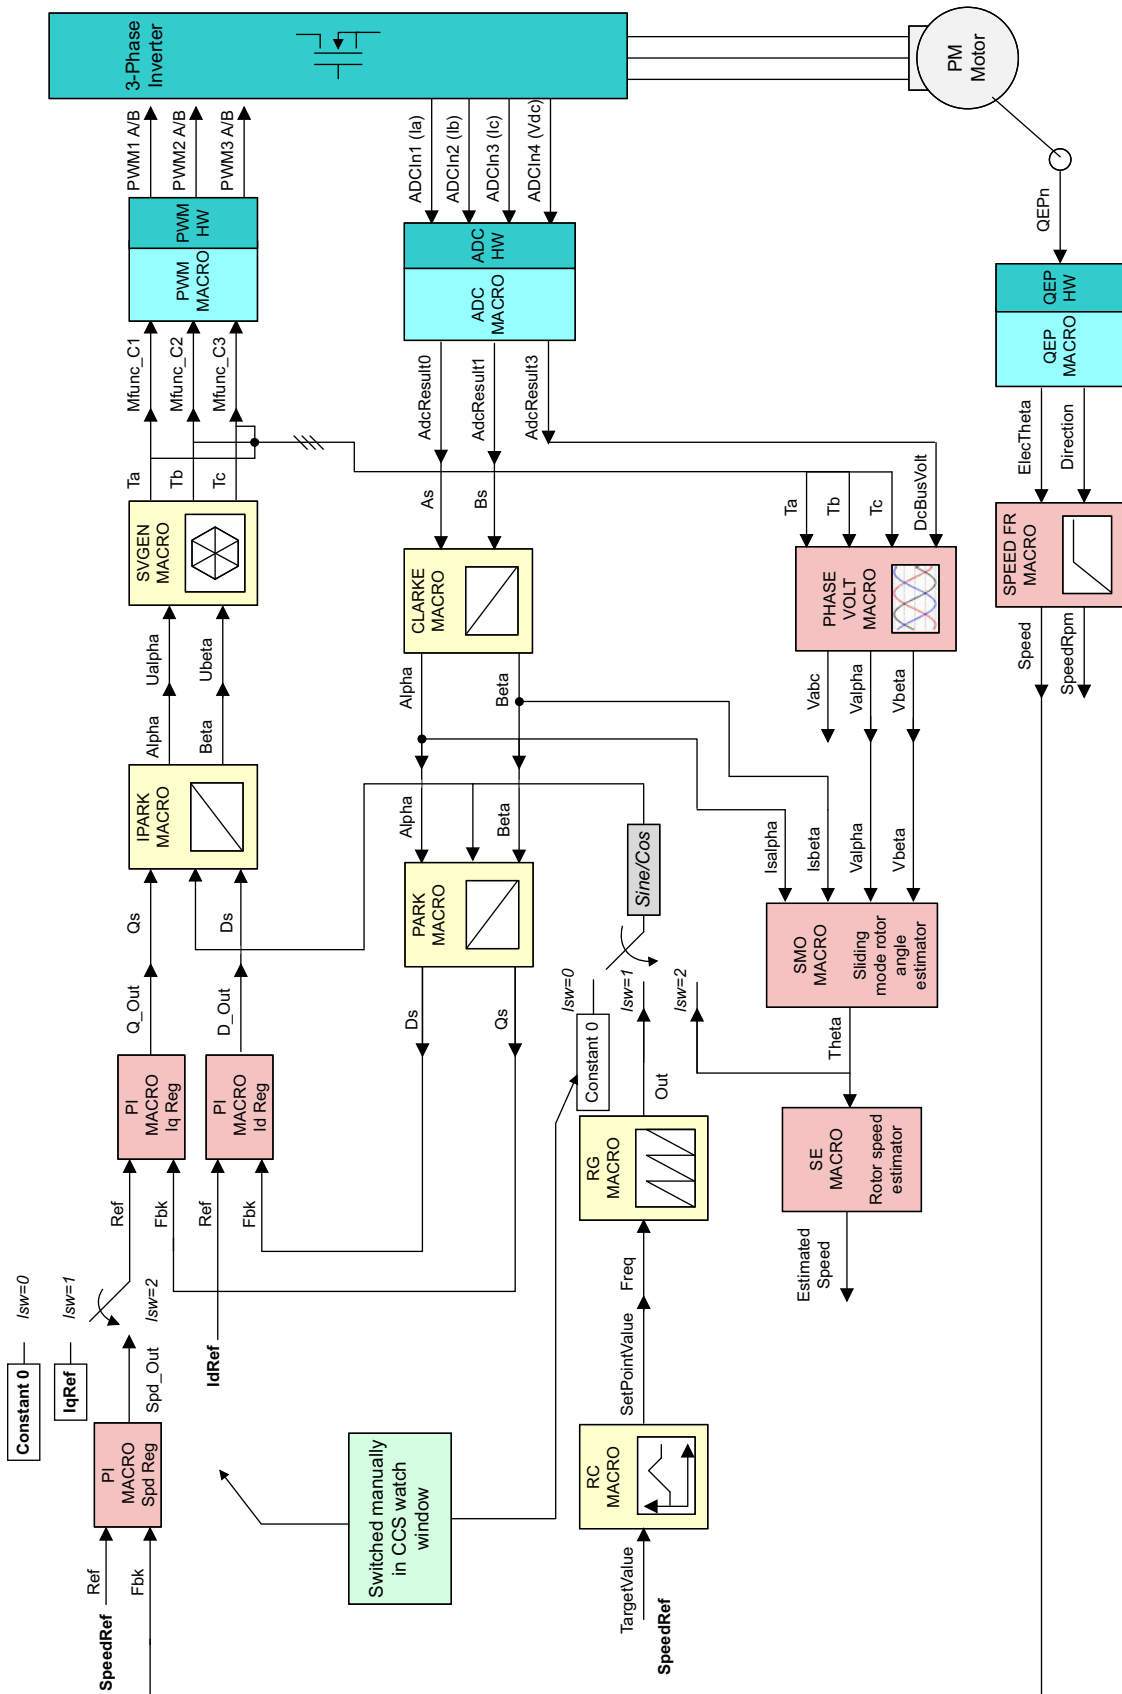 Constant 0
Isw=0
IqRef
Isw=1
Isw=2
SpeedRef
Ref
Fbk
PI
MACRO
Spd Reg
Spd_Out
Ref
Fbk
PI
MACRO
Iq Reg
Q_Out
Qs
IdRef
Ref
Fbk
PI
MACRO
Id Reg
D_Out
Ds
IPARK
MACRO
Alpha
Beta
Ualpha
Ubeta
SVGEN
MACRO
Ta
Tb
Tc
Mfunc_C1
Mfunc_C2
Mfunc_C3
PWM
MACRO
PWM
HW
PWM1 A/B
PWM2 A/B
PWM3 A/B
3-Phase
Inverter
Switched manually
in CCS watch
window
Ds
Qs
PARK
MACRO
Alpha
Beta
Alpha
Beta
CLARKE
MACRO
As
Bs
AdcResult0
AdcResult1
AdcResult3
ADC
MACRO
ADC
HW
ADCIn1 (Ia)
ADCIn2 (Ib)
ADCIn3 (Ic)
ADCIn4 (Vdc)
TargetValue
SpeedRef
RC
MACRO
SetPointValue
Freq
RG
MACRO
Out
Constant 0
Isw=0
Isw=1
Isw=2
Sine/Cos
Estimated
Speed
SE
MACRO
Rotor speed
estimator
Theta
SMO
MACRO
Sliding
mode rotor
angle
estimator
Isalpha
Isbeta
Valpha
Vbeta
Vabc
Valpha
Vbeta
PHASE
VOLT
MACRO
Ta
Tb
Tc
DcBusVolt
Speed
SpeedRpm
SPEED FR
MACRO
ElecTheta
Direction
QEP
MACRO
QEP
HW
QEPn
PM
Motor